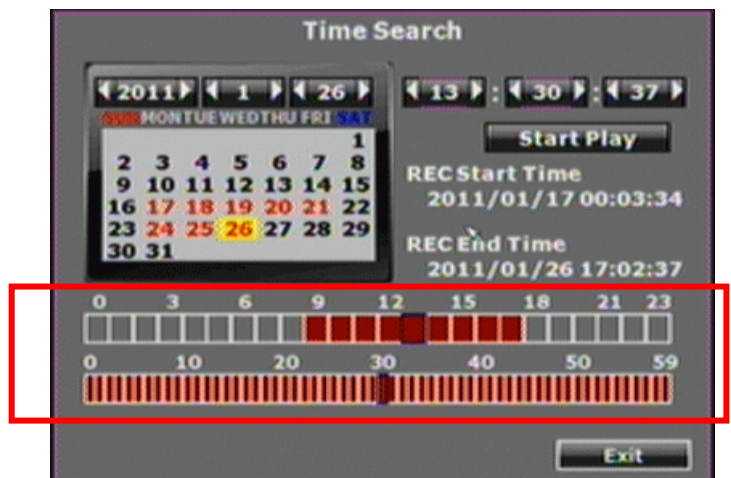 Time Search
2011 1 26 13 : 30 : 37
SUN MON TUE WED THU FRI SAT
1
2 3 4 5 6 7 8
9 10 11 12 13 14 15
16 17 18 19 20 21 22
23 24 25 26 27 28 29
30 31
Start Play
REC Start Time
2011/01/17 00:03:34
REC End Time
2011/01/26 17:02:37
0 3 6 9 12 15 18 21 23
0 10 20 30 40 50 59
Exit